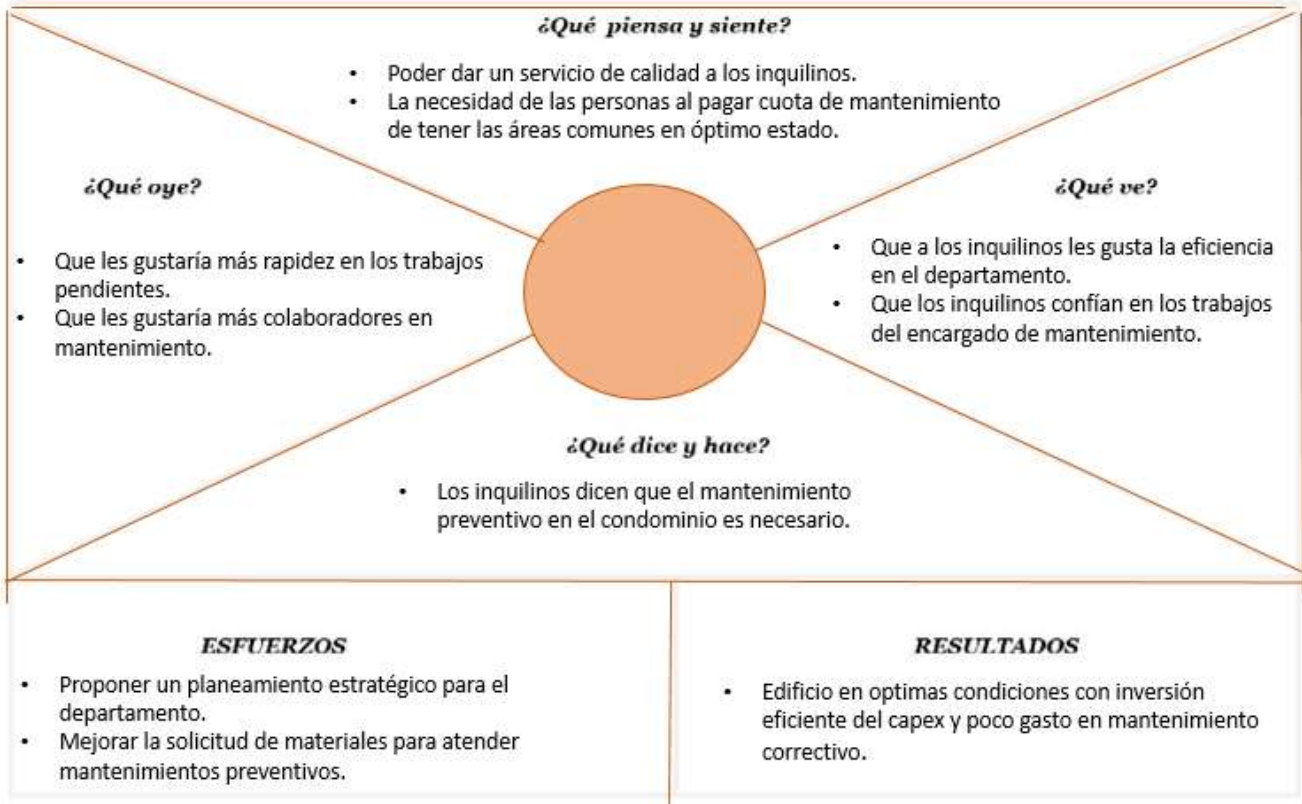 ¿Qué piensa y siente?
• Poder dar un servicio de calidad a los inquilinos.
• La necesidad de las personas al pagar cuota de mantenimiento
de tener las áreas comunes en óptimo estado.
¿Qué oye?
• Que les gustaría más rapidez en los trabajos
pendientes.
• Que les gustaría más colaboradores en
mantenimiento.
¿Qué ve?
• Que a los inquilinos les gusta la eficiencia
en el departamento.
• Que los inquilinos confían en los trabajos
del encargado de mantenimiento.
¿Qué dice y hace?
• Los inquilinos dicen que el mantenimiento
preventivo en el condominio es necesario.
ESFUERZOS
• Proponer un planeamiento estratégico para el
departamento.
• Mejorar la solicitud de materiales para atender
mantenimientos preventivos.
RESULTADOS
• Edificio en optimas condiciones con inversión
eficiente del capex y poco gasto en mantenimiento
correctivo.